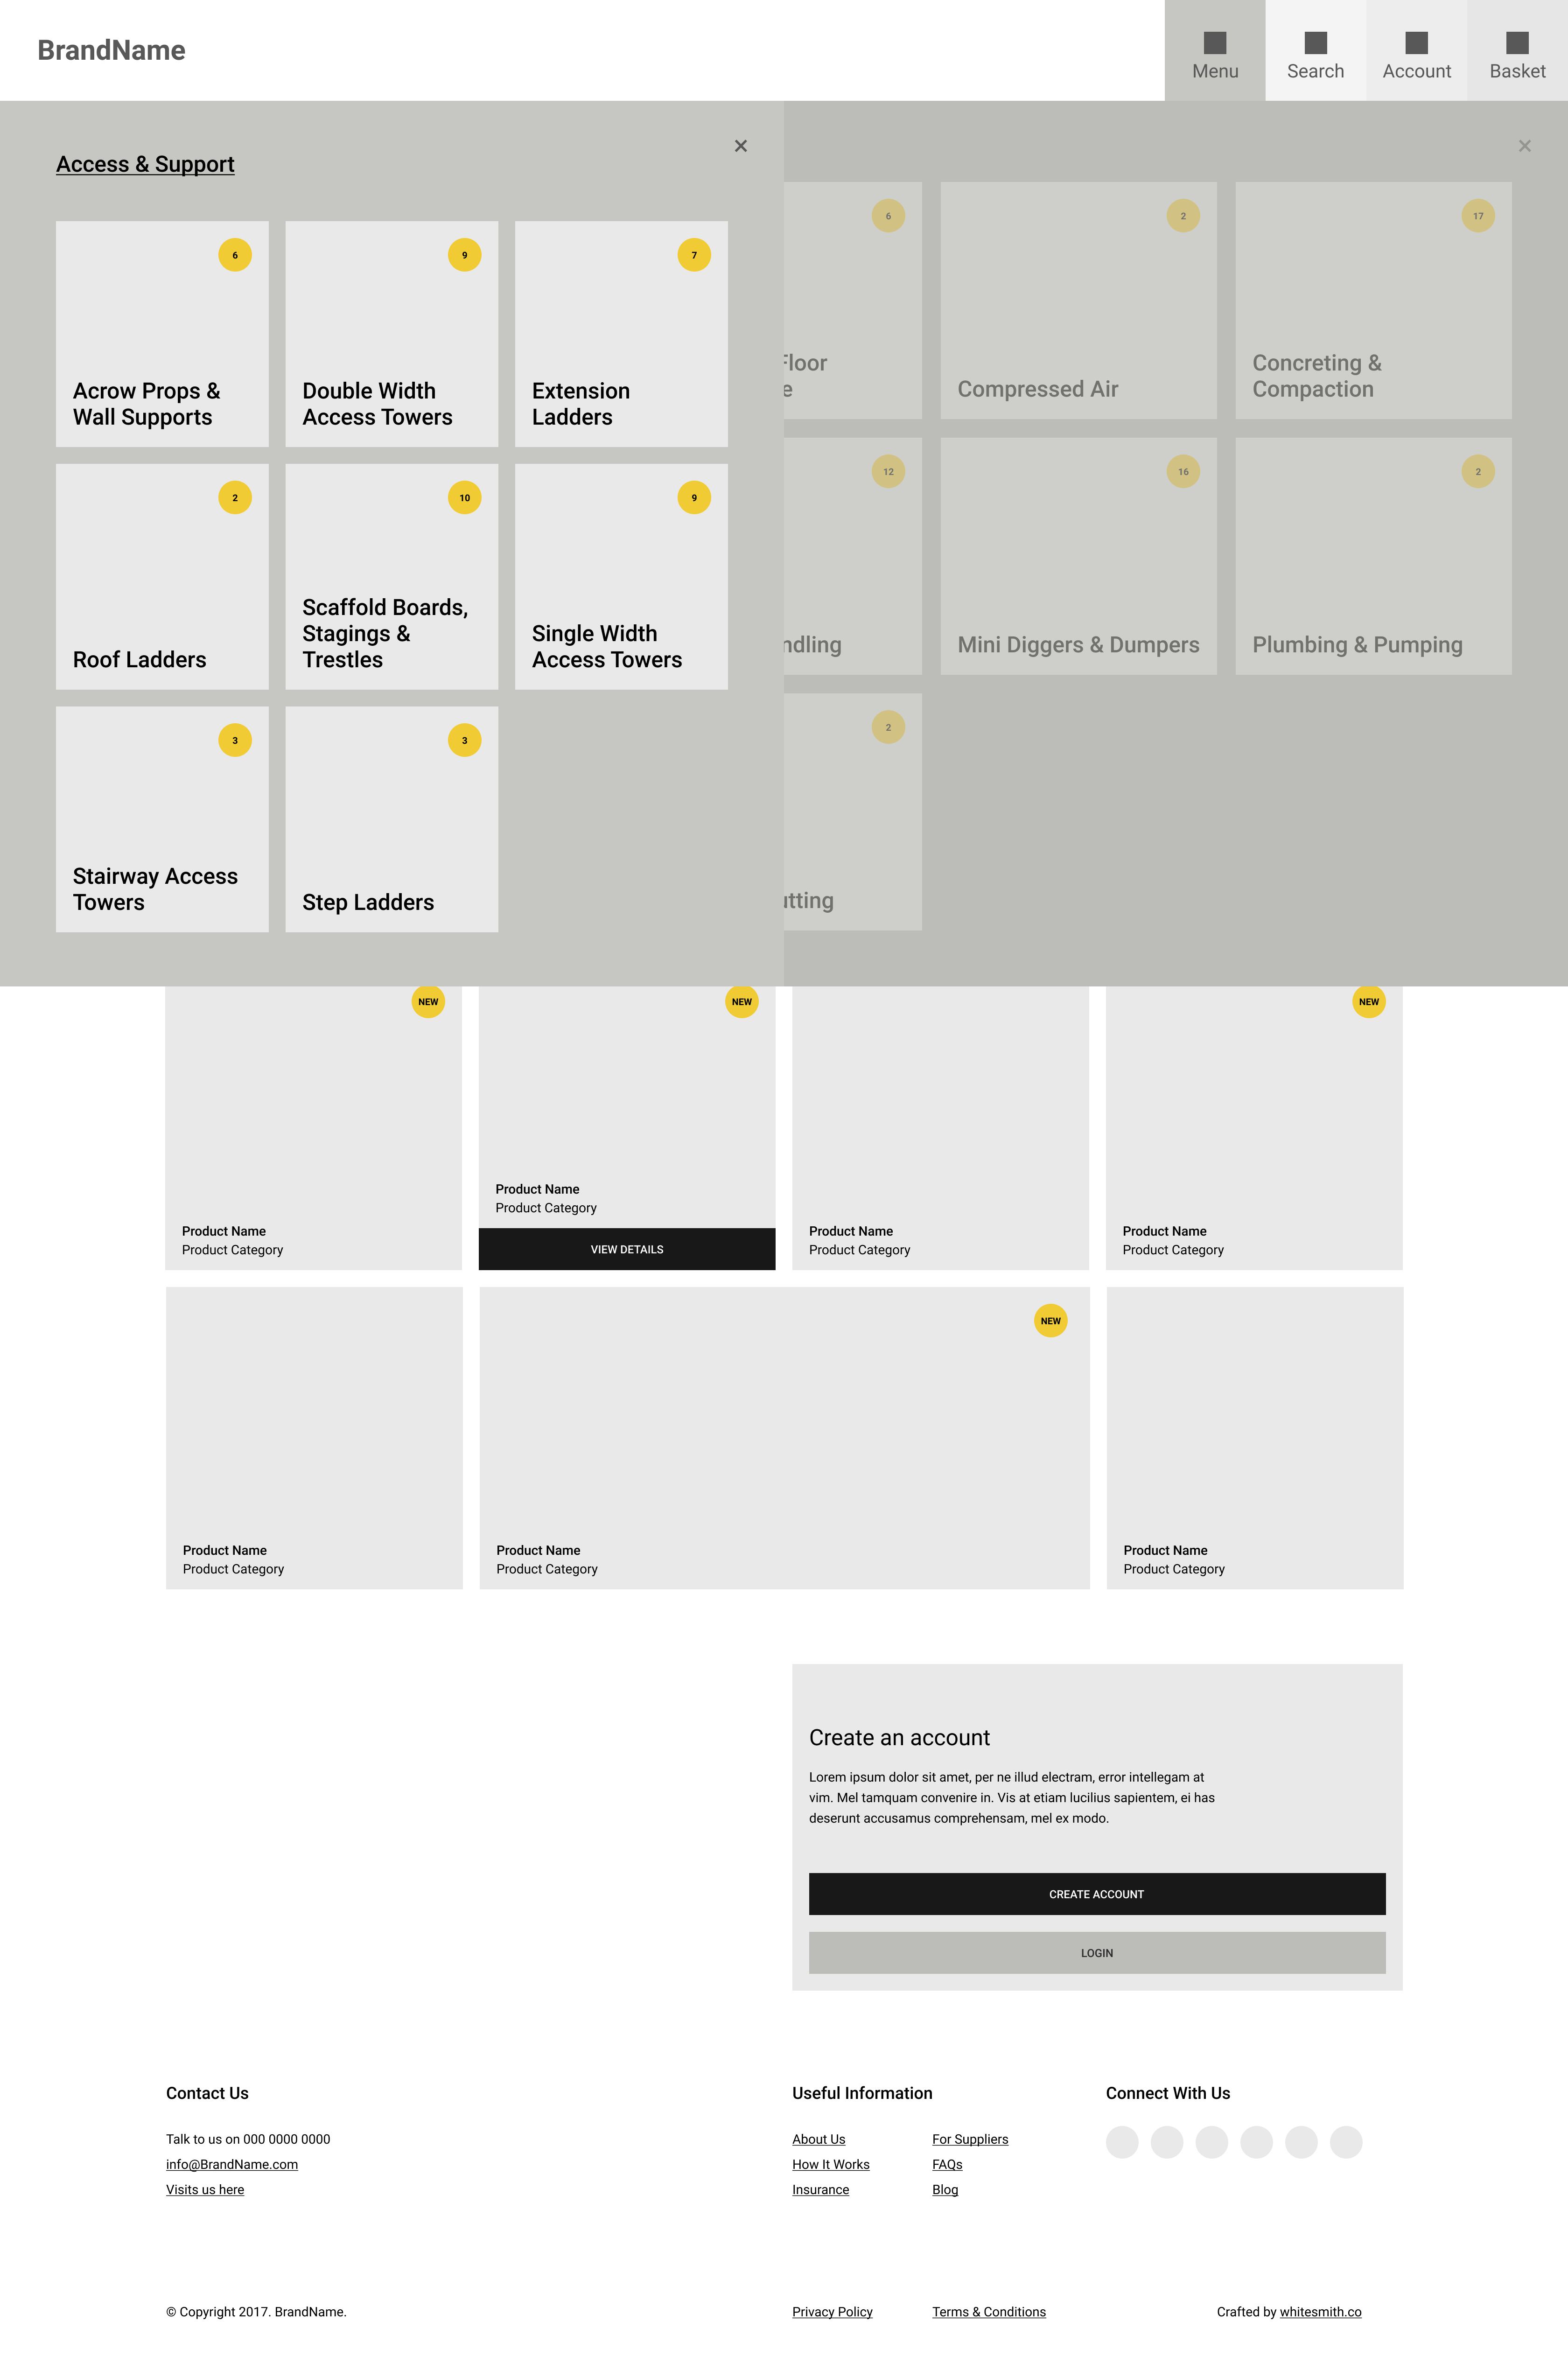 BrandName
Menu
Search
Account
Basket
Access & Support
×
×
6
Acrow Props &
Wall Supports
9
Double Width
Access Towers
7
Extension
Ladders
2
Roof Ladders
10
Scaffold Boards,
Stagings &
Trestles
9
Single Width
Access Towers
3
Stairway Access
Towers
3
Step Ladders
6
2
Compressed Air
17
Concreting &
Compaction
12
16
Mini Diggers & Dumpers
2
Plumbing & Pumping
2
NEW
Product Name
Product Category
NEW
Product Name
Product Category
VIEW DETAILS
Product Name
Product Category
NEW
Product Name
Product Category
Product Name
Product Category
NEW
Product Name
Product Category
Product Name
Product Category
Create an account
Lorem ipsum dolor sit amet, per ne illud electram, error intellegam at
vim. Mel tamquam convenire in. Vis at etiam lucilius sapientem, ei has
deserunt accusamus comprehensam, mel ex modo.
CREATE ACCOUNT
LOGIN
Contact Us
Talk to us on 000 0000 0000
info@BrandName.com
Visits us here
Useful Information
About Us
How It Works
Insurance
For Suppliers
FAQs
Blog
Connect With Us
© Copyright 2017. BrandName.
Privacy Policy
Terms & Conditions
Crafted by whitesmith.co